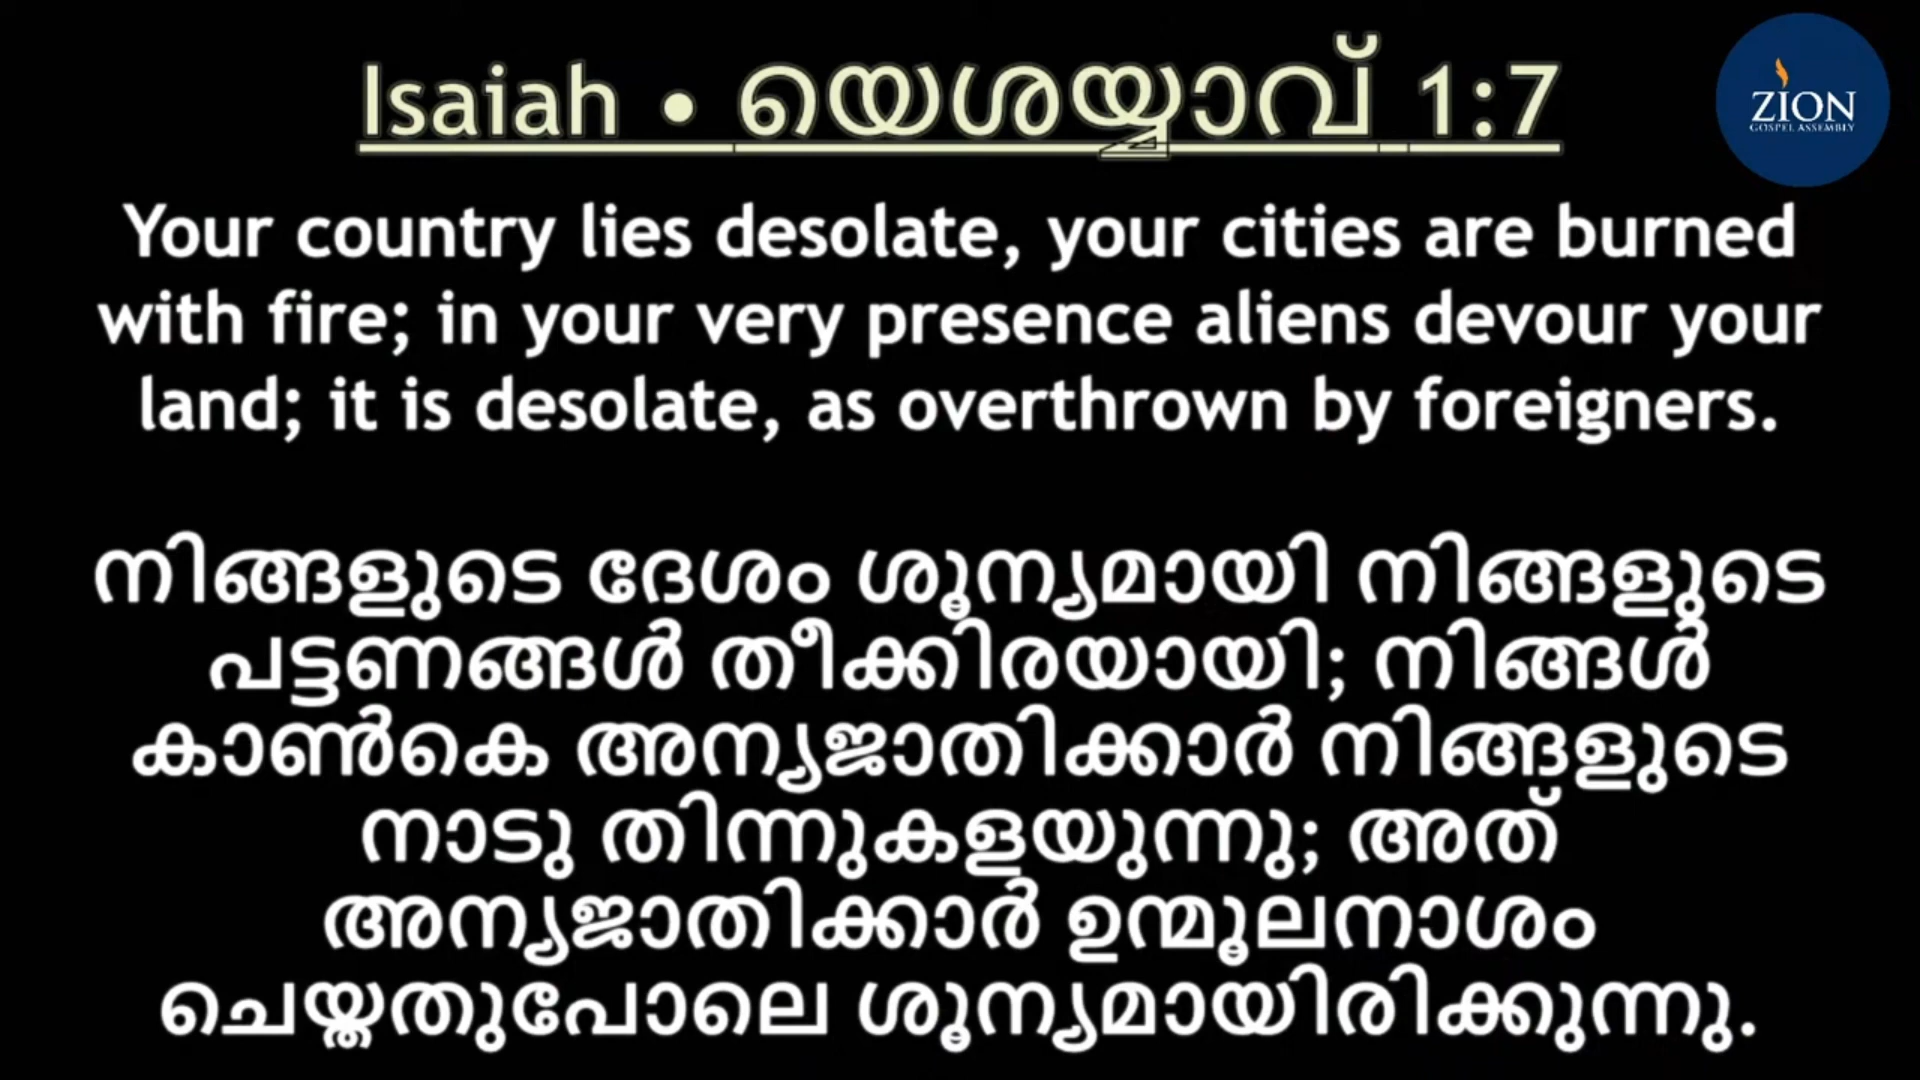 Isaiah • യെശയ്യാവ് 1:7
ZION
GOSPEL ASSEMBLY
Your country lies desolate, your cities are burned
with fire; in your very presence aliens devour your
land; it is desolate, as overthrown by foreigners.
നിങ്ങളുടെ ദേശം ശൂന്യമായി നിങ്ങളുടെ
പട്ടണങ്ങൾ തീക്കിരയായി; നിങ്ങൾ
കാൺകെ അന്യജാതിക്കാർ നിങ്ങളുടെ
നാടു തിന്നുകളയുന്നു; അത്
അന്യജാതിക്കാർ ഉന്മൂലനാശം
ചെയ്തതുപോലെ ശൂന്യമായിരിക്കുന്നു.